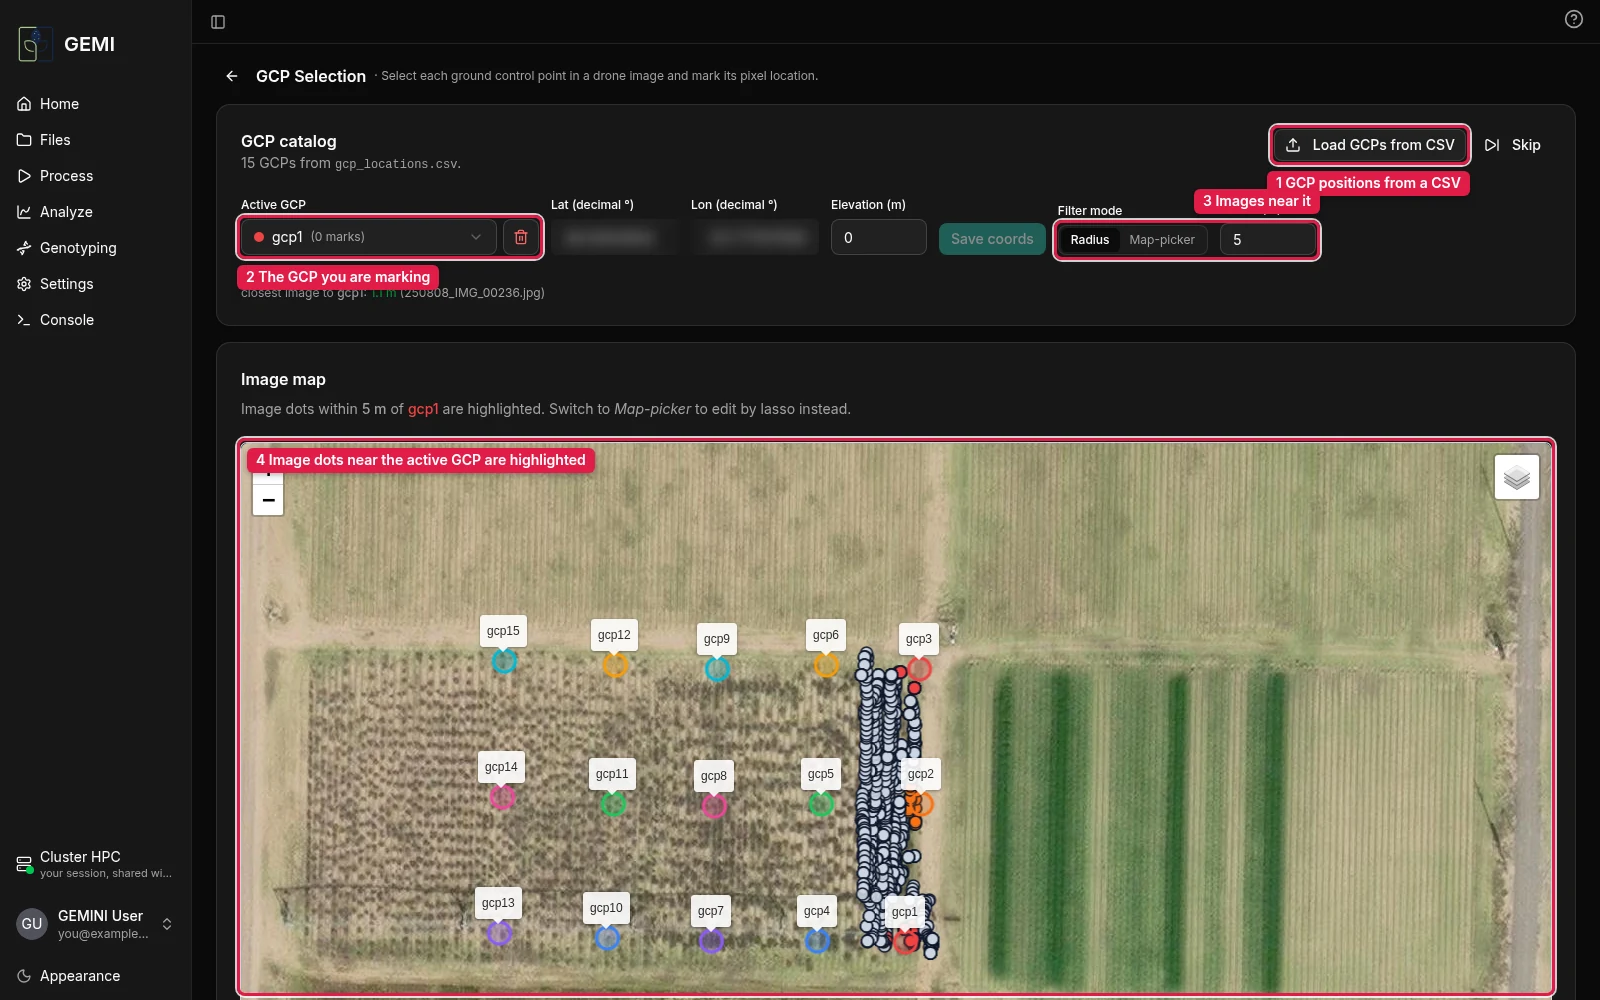 GEMI
Home
Files
Process
Analyze
Genotyping
Settings
Console
Cluster HPC
your session, shared wi...
GU
GEMINI User
you@example...
Appearance
GCP Selection · Select each ground control point in a drone image and mark its pixel location.
GCP catalog
15 GCPs from gcp_locations.csv.
Load GCPs from CSV
Skip
1 GCP positions from a CSV
3 Images near it
Active GCP
Lat (decimal °)
Lon (decimal °)
Elevation (m)
Filter mode
gcp1 (0 marks)
0
Save coords
Radius
Map-picker
5
2 The GCP you are marking
closest image to gcp1: 1.1 m (250808_IMG_00236.jpg)
Image map
Image dots within 5 m of gcp1 are highlighted. Switch to Map-picker to edit by lasso instead.
4 Image dots near the active GCP are highlighted
−
gcp15
gcp12
gcp9
gcp6
gcp3
gcp14
gcp11
gcp8
gcp5
gcp2
gcp13
gcp10
gcp7
gcp4
gcp1